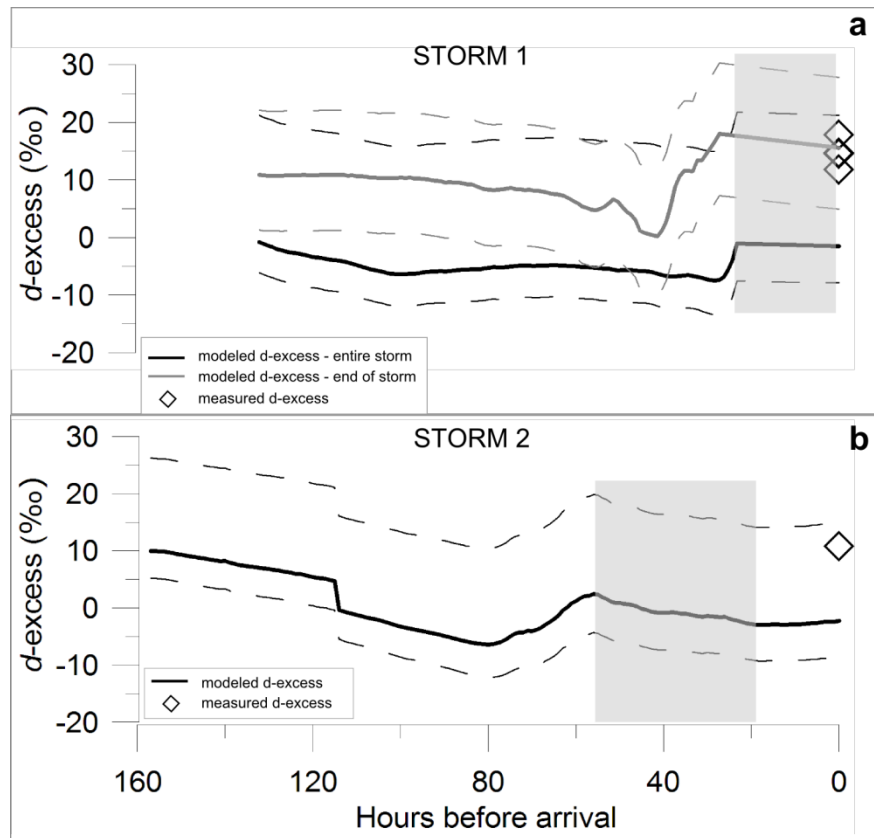 a
STORM 1
30
20
10
0
-10
-20
d-excess (‰)
modeled d-excess - entire storm
modeled d-excess - end of storm
measured d-excess
b
STORM 2
30
20
10
0
-10
-20
d-excess (‰)
modeled d-excess
measured d-excess
160 120 80 40 0
Hours before arrival